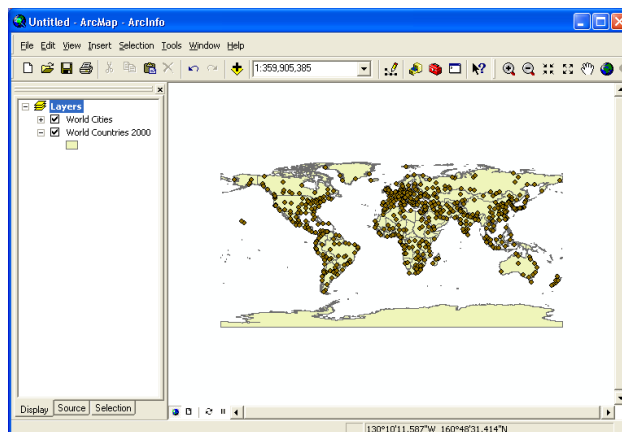 Untitled - ArcMap - ArcInfo
File Edit View Insert Selection Tools Window Help
1:359,905,385
Layers
World Cities
World Countries 2000
Display Source Selection
130°10'11.587"W 160°48'31.414"N